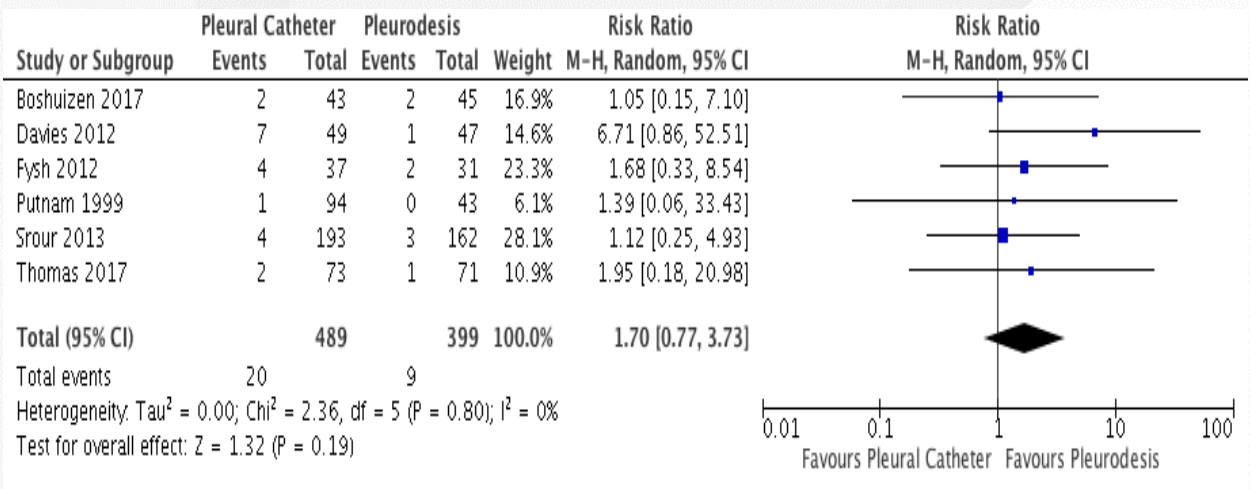 Pleural Catheter Pleurodesis Risk Ratio Risk Ratio
Study or Subgroup Events Total Events Total Weight M-H, Random, 95% CI M-H, Random, 95% CI
Boshuizen 2017 2 43 2 45 16.9% 1.05 [0.15, 7.10]
Davies 2012 7 49 1 47 14.6% 6.71 [0.86, 52.51]
Fysh 2012 4 37 2 31 23.3% 1.68 [0.33, 8.54]
Putnam 1999 1 94 0 43 6.1% 1.39 [0.06, 33.43]
Srour 2013 4 193 3 162 28.1% 1.12 [0.25, 4.93]
Thomas 2017 2 73 1 71 10.9% 1.95 [0.18, 20.98]
Total (95% CI) 489 399 100.0% 1.70 [0.77, 3.73]
Total events 20 9
Heterogeneity: Tau² = 0.00; Chi² = 2.36, df = 5 (P = 0.80); I² = 0%
Test for overall effect: Z = 1.32 (P = 0.19)
0.01 0.1 1 10 100
Favours Pleural Catheter Favours Pleurodesis